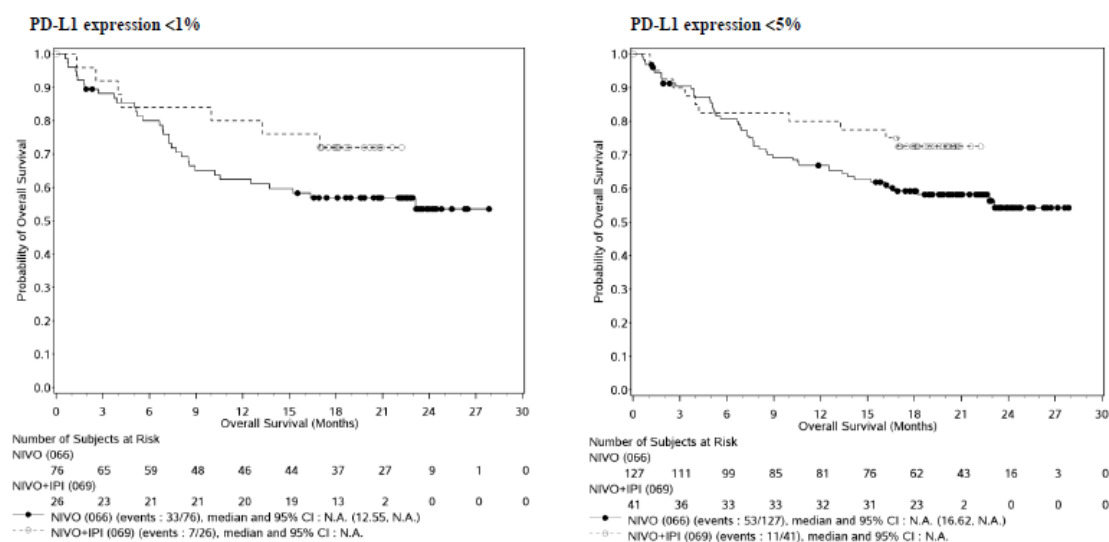 PD-L1 expression <1%
1.0
0.9
0.8
0.7
0.6
0.5
0.4
0.3
0.2
0.1
0.0
Probability of Overall Survival
0 3 6 9 12 15 18 21 24 27 30
Overall Survival (Months)
Number of Subjects at Risk
NIVO (066)
76 65 59 48 46 44 37 27 9 1 0
NIVO+IPI (069)
26 23 21 21 20 19 13 2 0 0 0
NIVO (066) (events : 33/76), median and 95% CI : N.A. (12.55, N.A.)
NIVO+IPI (069) (events : 7/26), median and 95% CI : N.A.
PD-L1 expression <5%
1.0
0.9
0.8
0.7
0.6
0.5
0.4
0.3
0.2
0.1
0.0
Probability of Overall Survival
0 3 6 9 12 15 18 21 24 27 30
Overall Survival (Months)
Number of Subjects at Risk
NIVO (066)
127 111 99 85 81 76 62 43 16 3 0
NIVO+IPI (069)
41 36 33 33 32 31 23 2 0 0 0
NIVO (066) (events : 53/127), median and 95% CI : N.A. (16.62, N.A.)
NIVO+IPI (069) (events : 11/41), median and 95% CI : N.A.